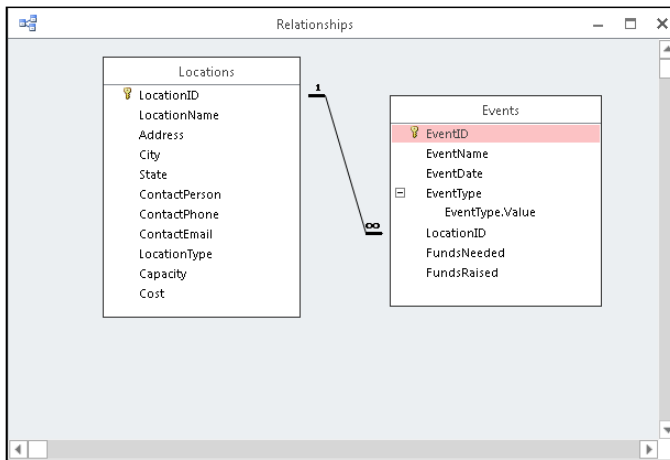 Relationships
Locations
LocationID
LocationName
Address
City
State
ContactPerson
ContactPhone
ContactEmail
LocationType
Capacity
Cost
1
∞
Events
EventID
EventName
EventDate
EventType
EventType.Value
LocationID
FundsNeeded
FundsRaised